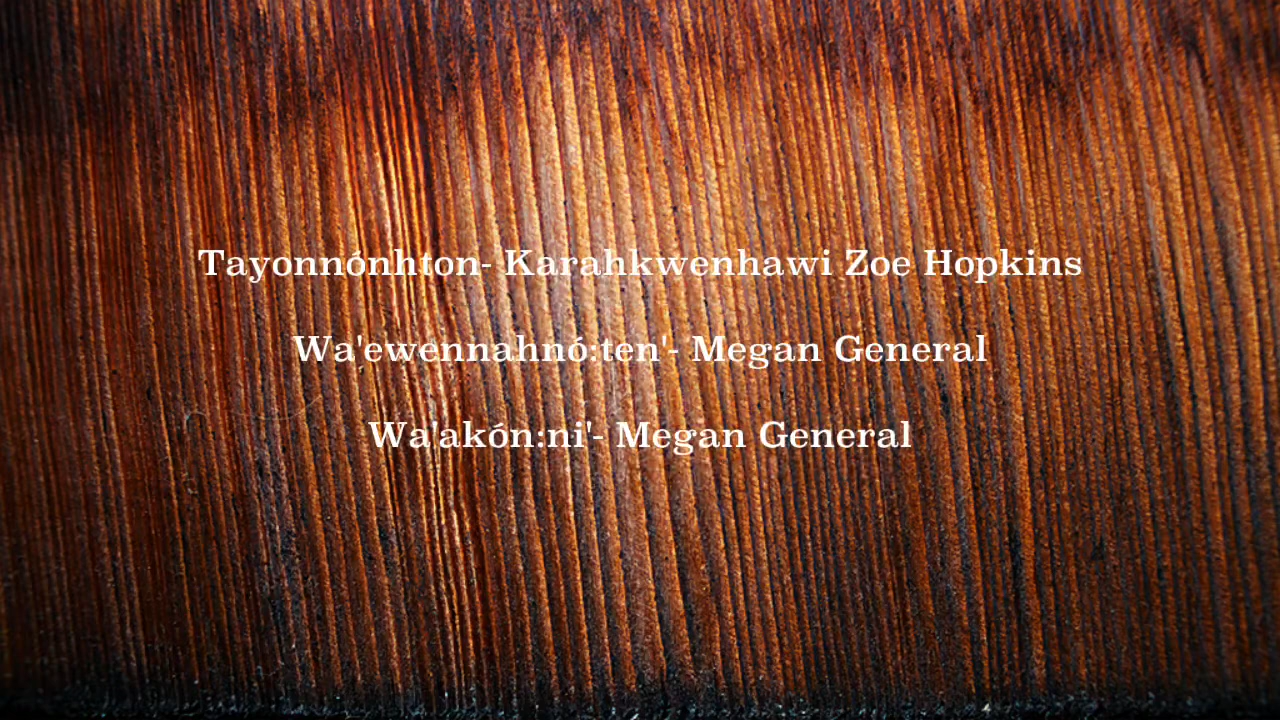 Tayonnónhton- Karahkwenhawi Zoe Hopkins
Wa'ewennahnó:ten'- Megan General
Wa'akón:ni'- Megan General